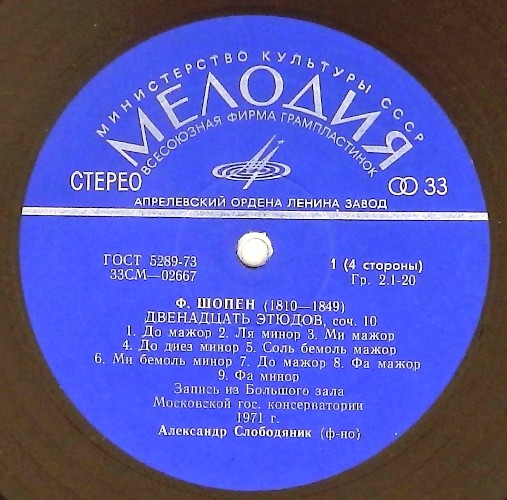 МИНИСТЕРСТВО КУЛЬТУРЫ СССР
МЕЛОДИЯ
ВСЕСОЮЗНАЯ ФИРМА ГРАМПЛАСТИНОК
СТЕРЕО
33
АПРЕЛЕВСКИЙ ОРДЕНА ЛЕНИНА ЗАВОД
ГОСТ 5289-73
33СМ—02667
1 (4 стороны)
Гр. 2.1-20
Ф. ШОПЕН (1810—1849)
ДВЕНАДЦАТЬ ЭТЮДОВ, соч. 10
1. До мажор 2. Ля минор 3. Ми мажор
4. До диез минор 5. Соль бемоль мажор
6. Ми бемоль минор 7. До мажор 8. Фа мажор
9. Фа минор
Запись из Большого зала
Московской гос. консерватории
1971 г.
Александр Слободяник (ф-но)